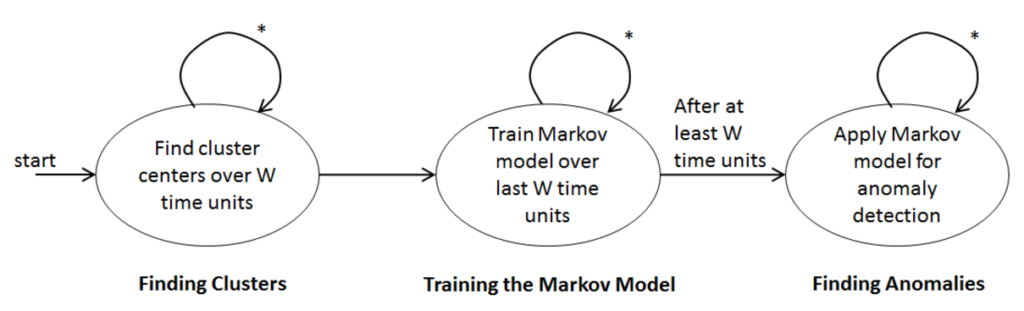 *
*
*
start
Find cluster
centers over W
time units
Train Markov
model over
last W time
units
After at
least W
time units
Apply Markov
model for
anomaly
detection
Finding Clusters
Training the Markov Model
Finding Anomalies